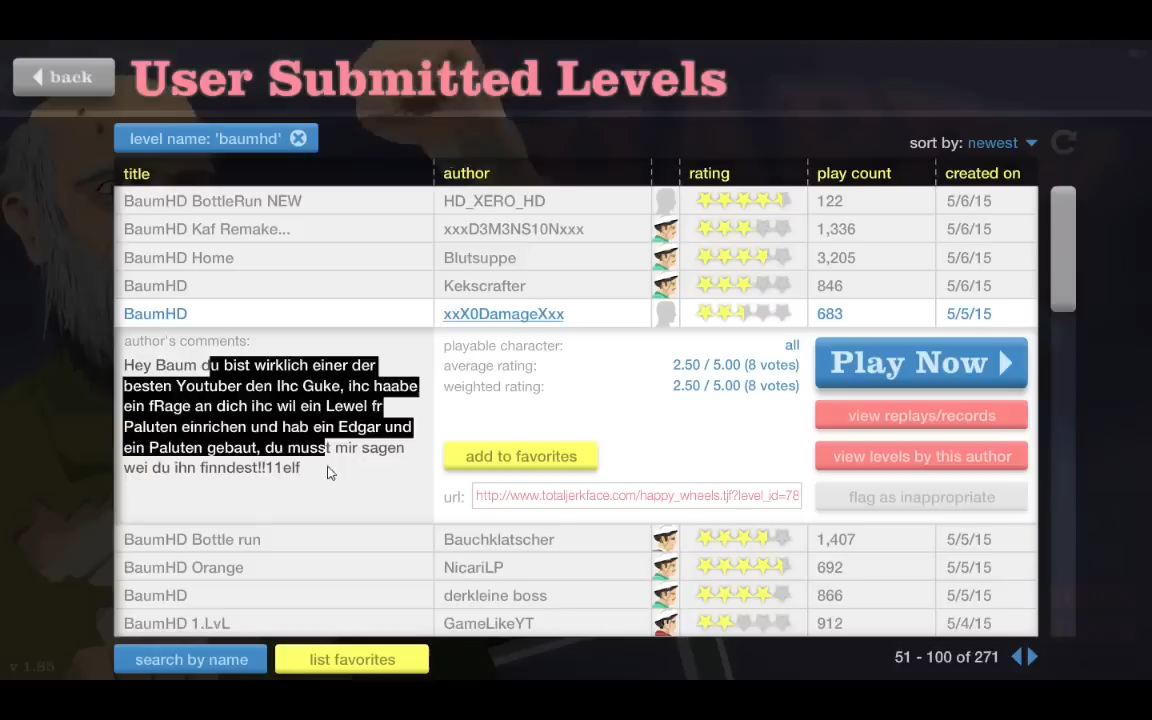 back
User Submitted Levels
level name: 'baumhd'
sort by: newest
title author rating play count created on
BaumHD BottleRun NEW HD_XERO_HD 122 5/6/15
BaumHD Kaf Remake... xxxD3M3NS10Nxxx 1,336 5/6/15
BaumHD Home Blutsuppe 3,205 5/6/15
BaumHD Kekscrafter 846 5/6/15
BaumHD xxX0DamageXxx 683 5/5/15
author's comments:
Hey Baum du bist wirklich einer der
besten Youtuber den Ihc Guke, ihc haabe
ein fRage an dich ihc wil ein Lewel fr
Paluten einrichen und hab ein Edgar und
ein Paluten gebaut, du musst mir sagen
wei du ihn finndest!!11elf
playable character: all
average rating: 2.50 / 5.00 (8 votes)
weighted rating: 2.50 / 5.00 (8 votes)
add to favorites
url: http://www.totaljerkface.com/happy_wheels.tjf?level_id=78
Play Now
view replays/records
view levels by this author
flag as inappropriate
BaumHD Bottle run Bauchklatscher 1,407 5/5/15
BaumHD Orange NicariLP 692 5/5/15
BaumHD derkleine boss 866 5/5/15
BaumHD 1.LvL GameLikeYT 912 5/4/15
v 1.85
search by name
list favorites
51 - 100 of 271